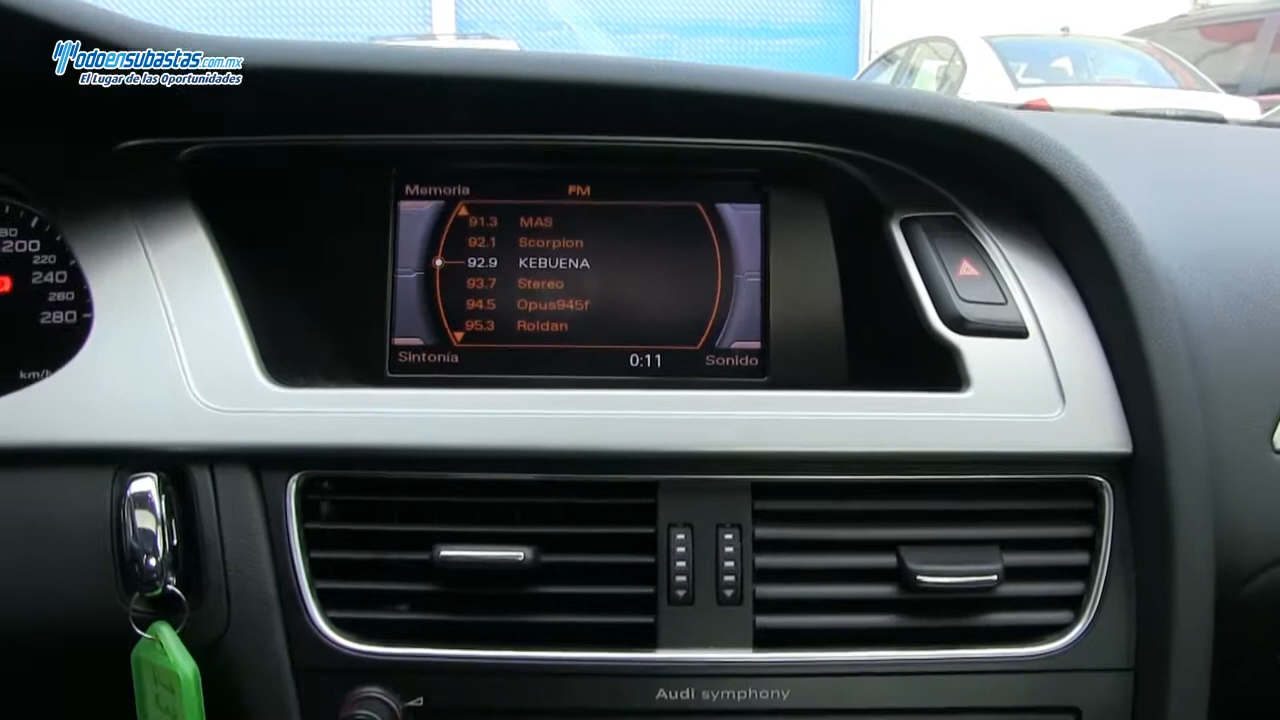 Modoensubastas.com.mx
El Lugar de las Oportunidades
Memoria FM
91.3 MAS
92.1 Scorpion
92.9 KEBUENA
93.7 Stereo
94.5 Opus945f
95.3 Roldan
Sintonía 0:11 Sonido
200
220
240
260
280
Audi symphony